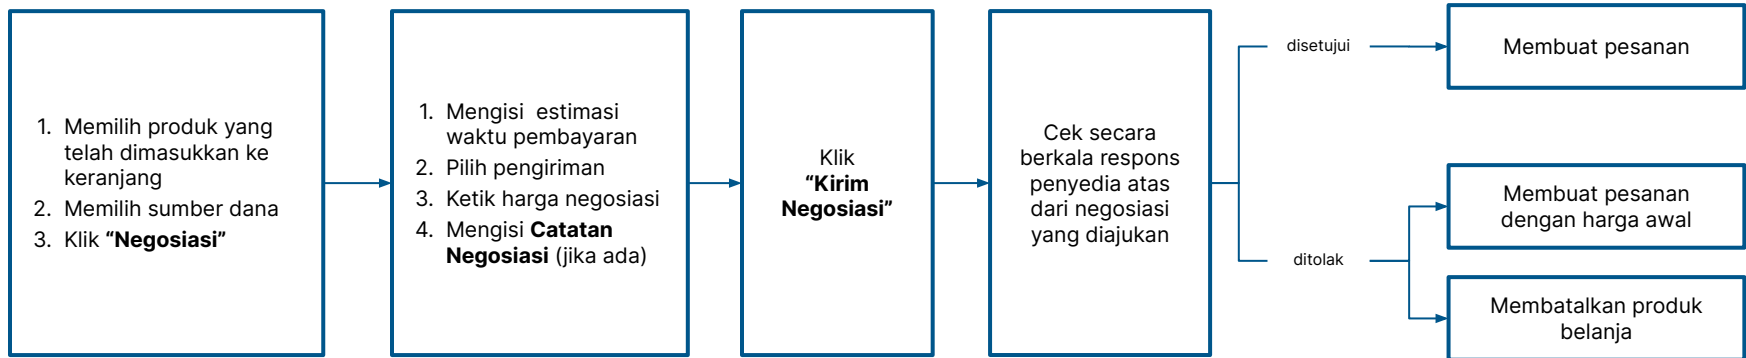 1. Memilih produk yang
telah dimasukkan ke
keranjang
2. Memilih sumber dana
3. Klik “Negosiasi”
1. Mengisi estimasi
waktu pembayaran
2. Pilih pengiriman
3. Ketik harga negosiasi
4. Mengisi Catatan
Negosiasi (jika ada)
Klik
“Kirim
Negosiasi”
Cek secara
berkala respons
penyedia atas
dari negosiasi
yang diajukan
disetujui
Membuat pesanan
ditolak
Membuat pesanan
dengan harga awal
Membatalkan produk
belanja